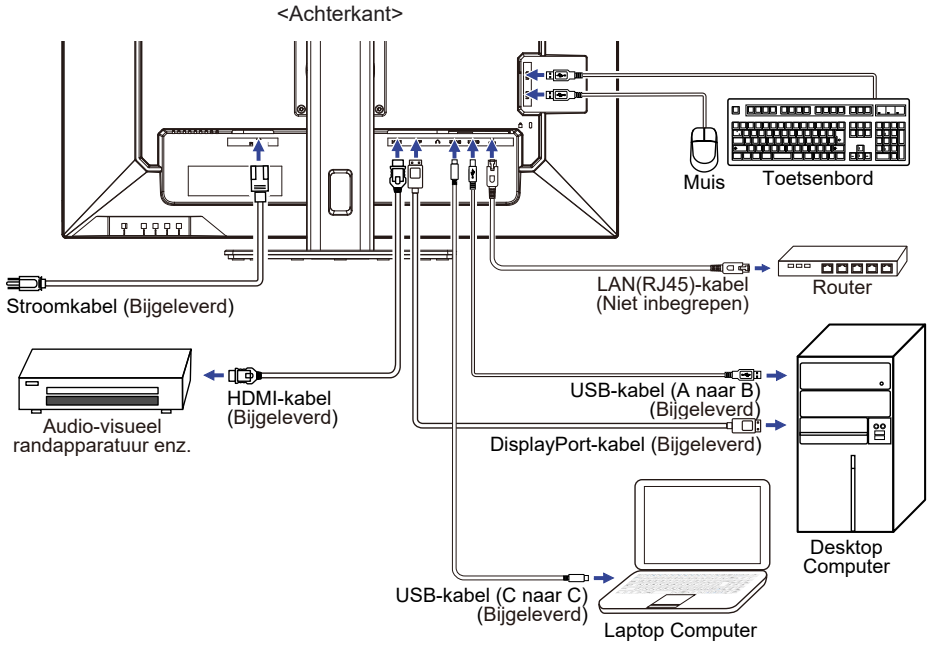 <Achterkant>
Muis
Toetsenbord
LAN(RJ45)-kabel
(Niet inbegrepen)
Router
Stroomkabel (Bijgeleverd)
HDMI-kabel
(Bijgeleverd)
Audio-visueel
randapparatuur enz.
USB-kabel (A naar B)
(Bijgeleverd)
DisplayPort-kabel (Bijgeleverd)
Desktop
Computer
USB-kabel (C naar C)
(Bijgeleverd)
Laptop Computer